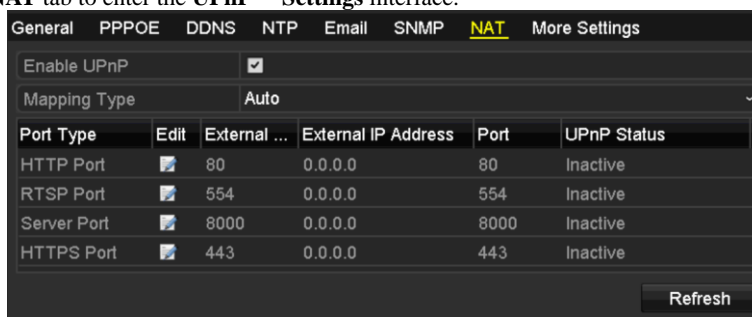 NAT tab to enter the UPnP™ Settings interface.
General PPPOE DDNS NTP Email SNMP NAT More Settings
Enable UPnP
Mapping Type Auto
Port Type Edit External ... External IP Address Port UPnP Status
HTTP Port 80 0.0.0.0 80 Inactive
RTSP Port 554 0.0.0.0 554 Inactive
Server Port 8000 0.0.0.0 8000 Inactive
HTTPS Port 443 0.0.0.0 443 Inactive
Refresh